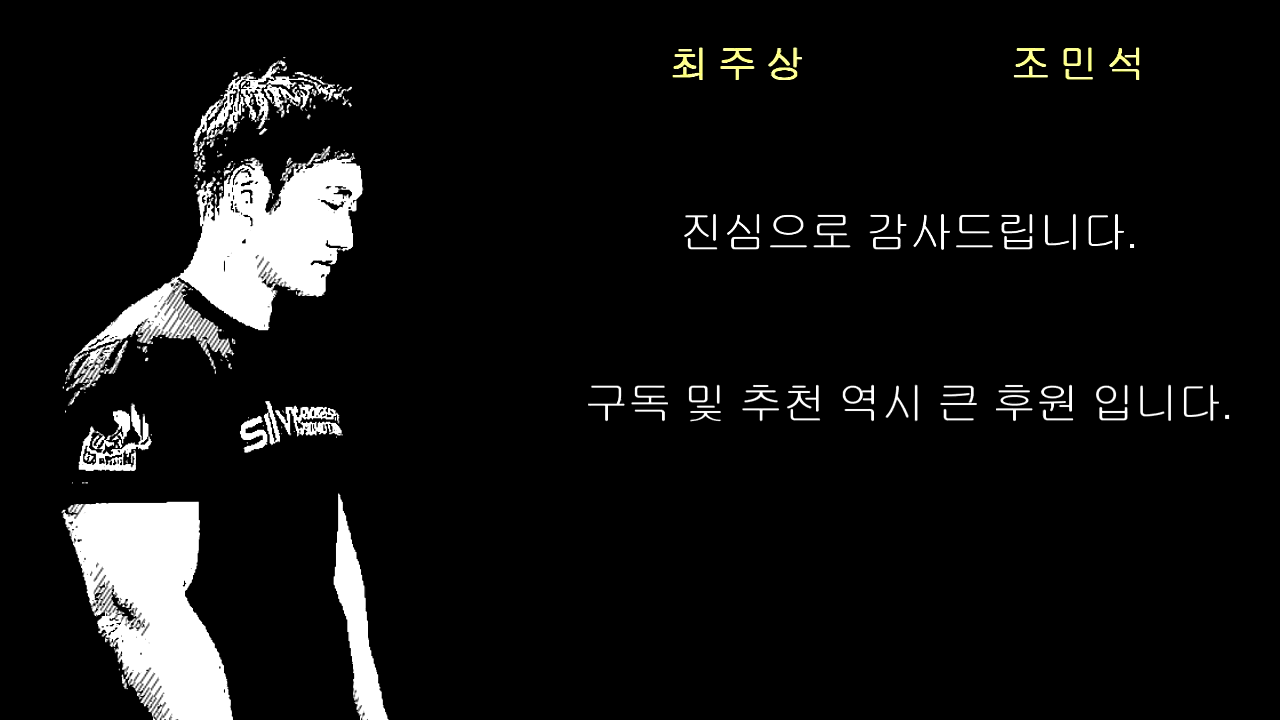 최 주 상 조 민 석
진심으로 감사드립니다.
구독 및 추천 역시 큰 후원 입니다.